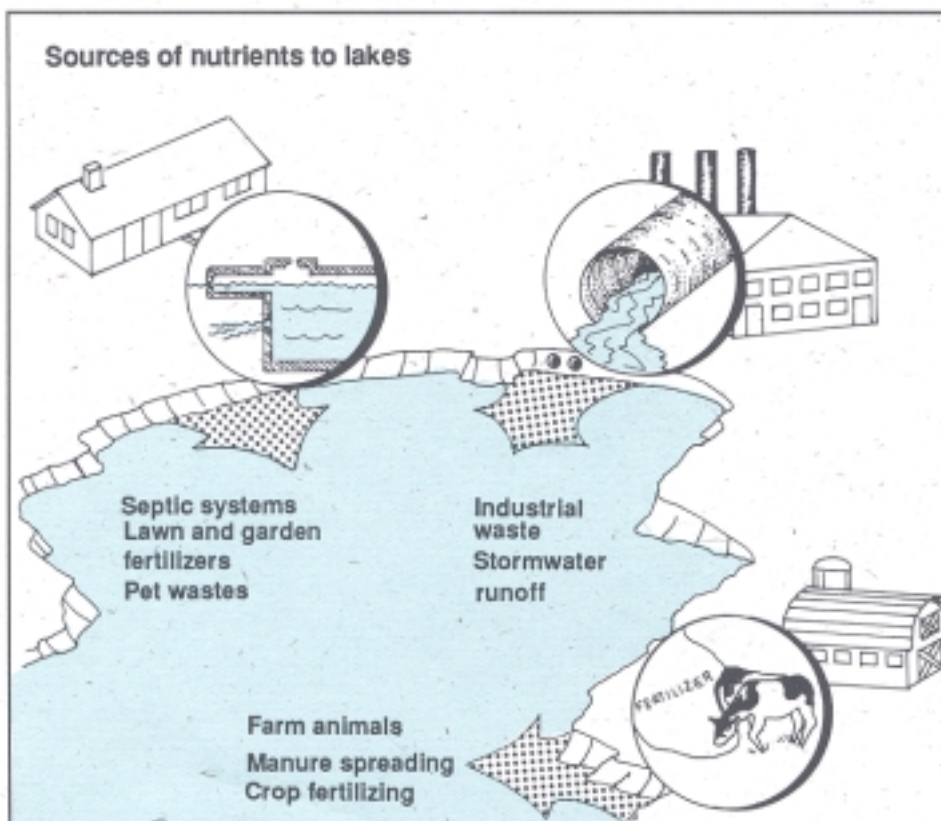 Sources of nutrients to lakes
Septic systems
Lawn and garden
fertilizers
Pet wastes
Industrial
waste
Stormwater
runoff
FERTILIZER
Farm animals
Manure spreading
Crop fertilizing